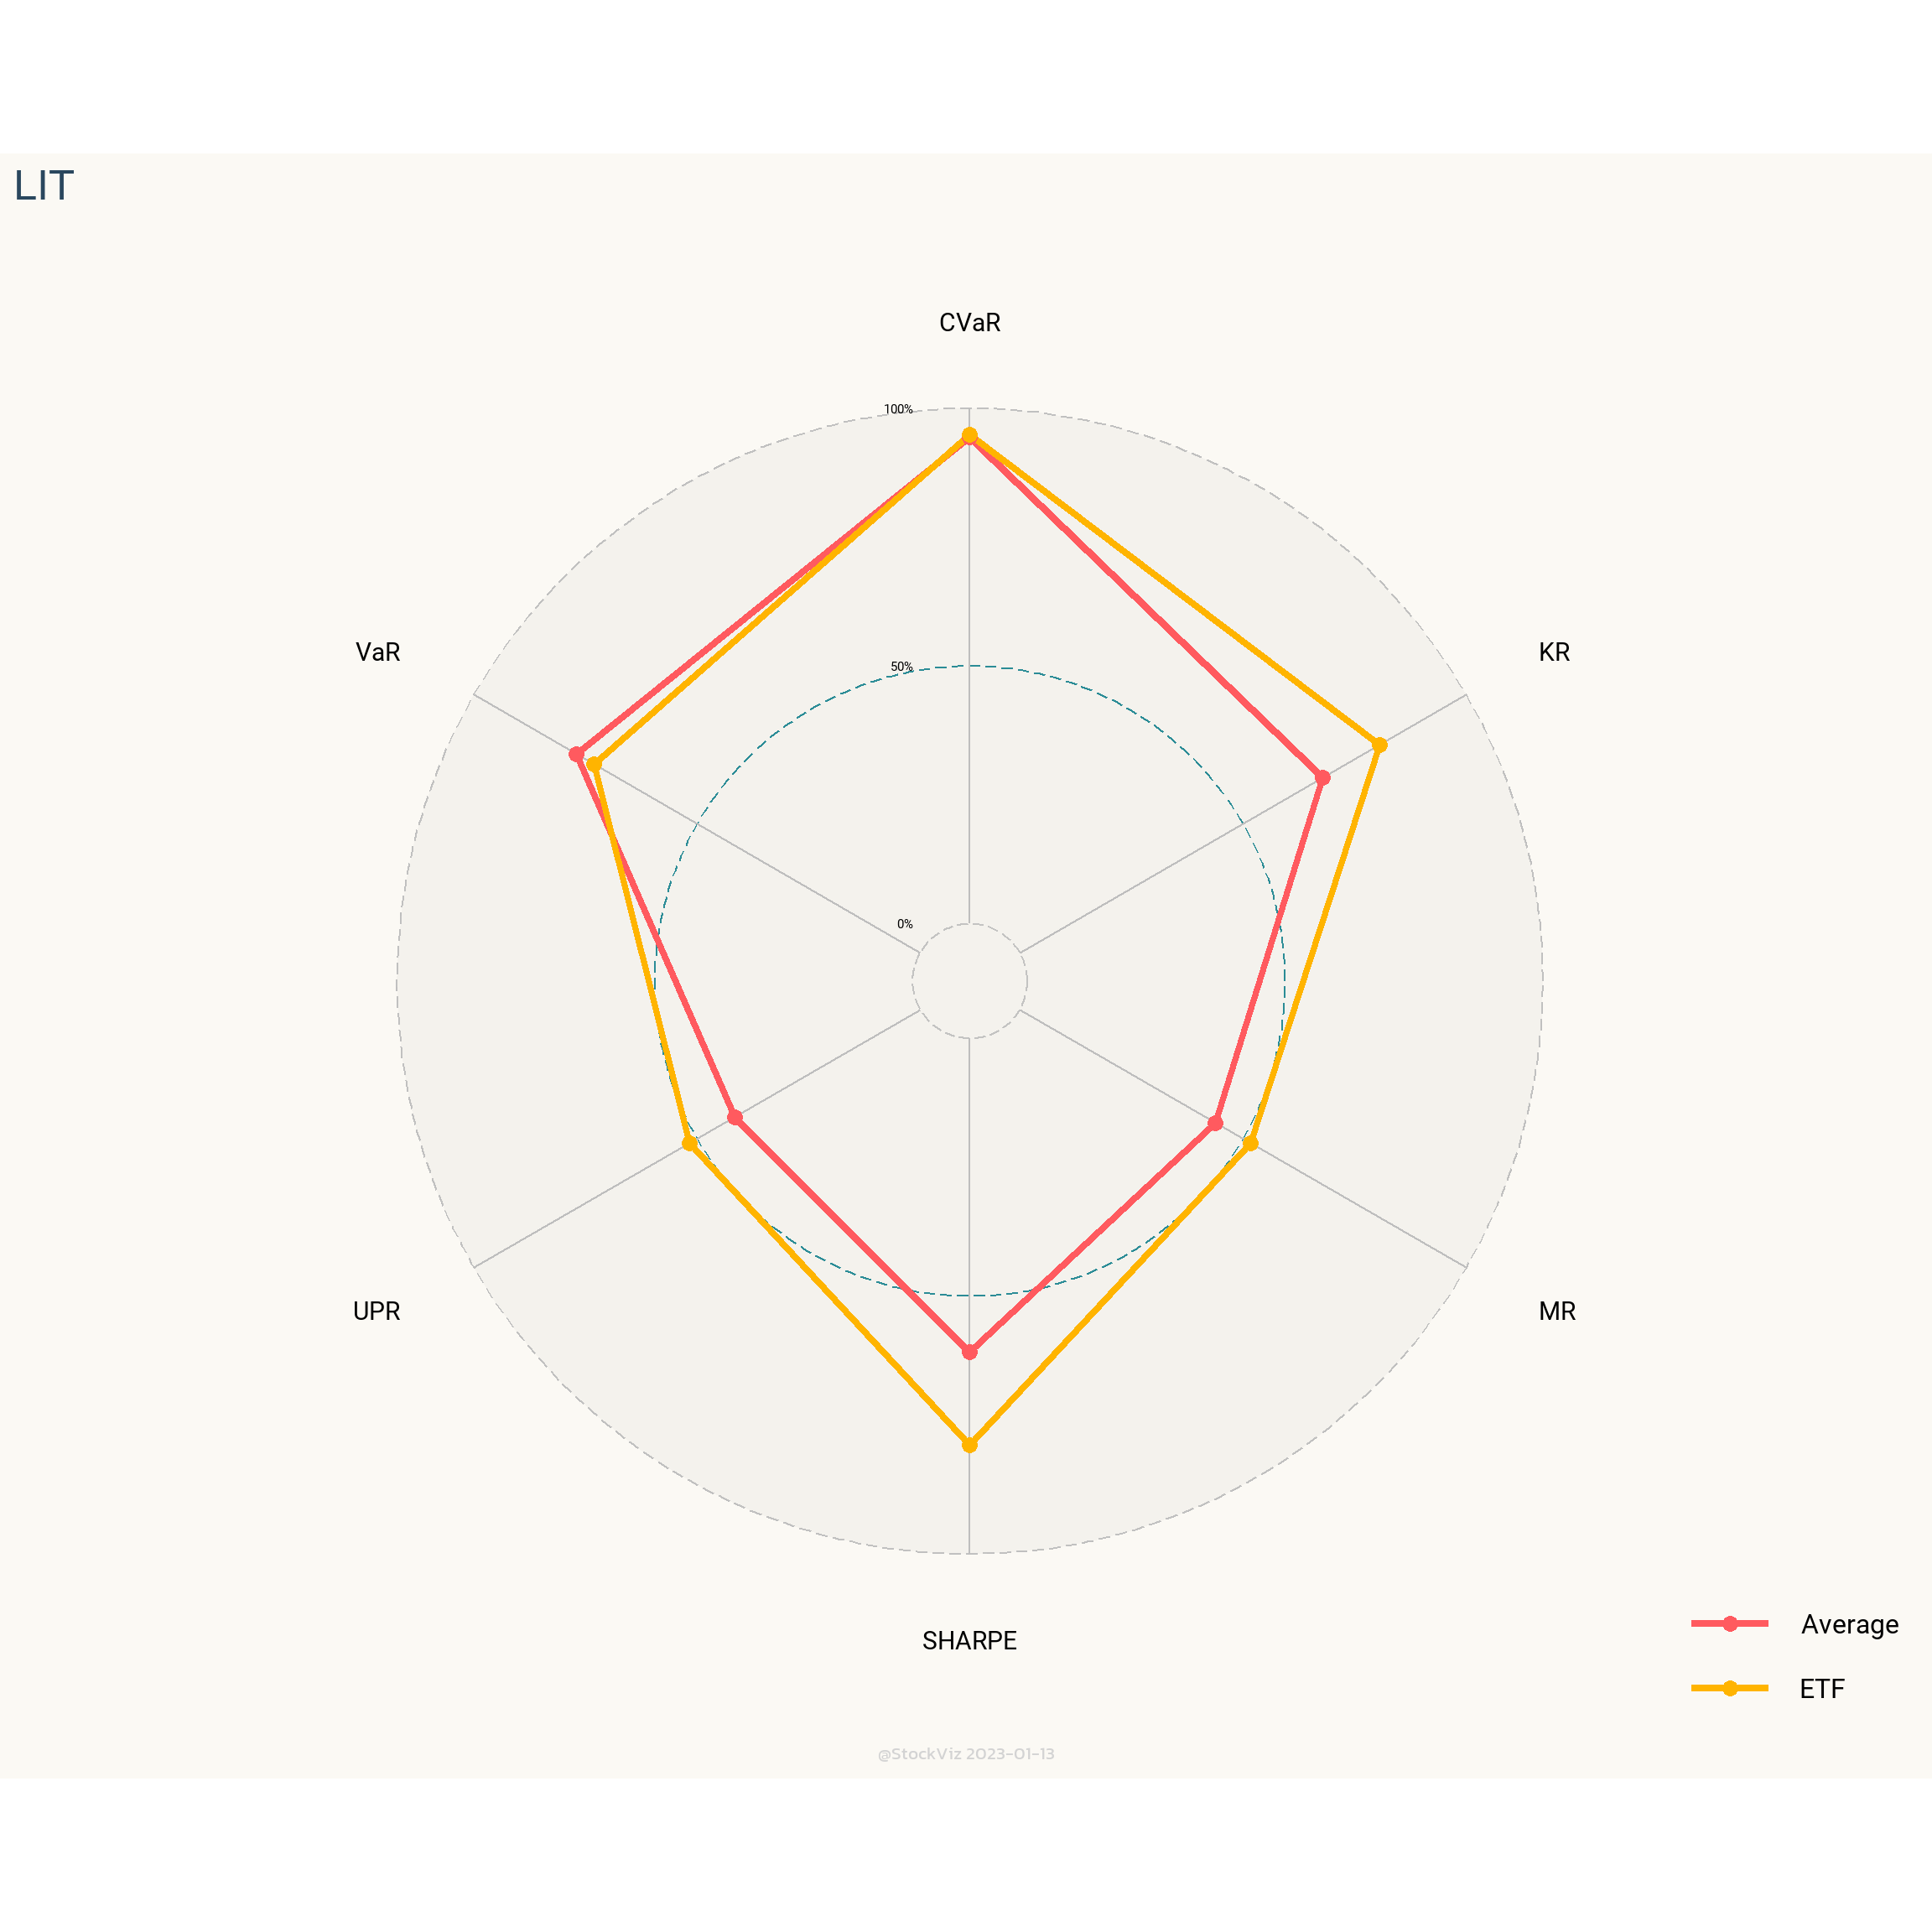 LIT
CVaR
100%
VaR
KR
50%
0%
UPR
MR
SHARPE
Average
ETF
@StockViz 2023-01-13